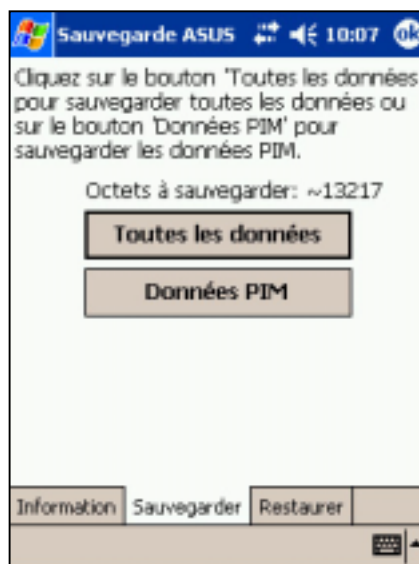 Sauvegarde ASUS 10:07 ok
Cliquez sur le bouton 'Toutes les données
pour sauvegarder toutes les données ou
sur le bouton 'Données PIM' pour
sauvegarder les données PIM.
Octets à sauvegarder: ~13217
Toutes les données
Données PIM
Information Sauvegarder Restaurer